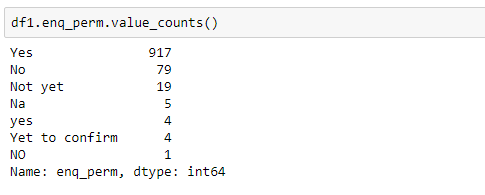 df1.enq_perm.value_counts()
Yes 917
No 79
Not yet 19
Na 5
yes 4
Yet to confirm 4
NO 1
Name: enq_perm, dtype: int64